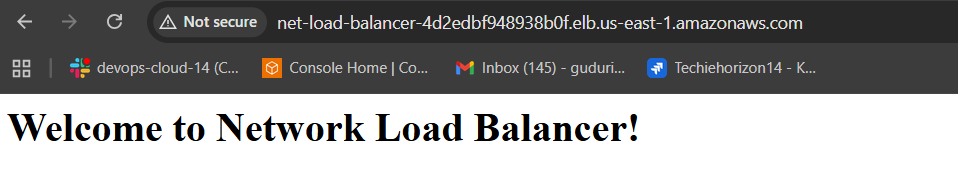 Not secure net-load-balancer-4d2edbf948938b0f.elb.us-east-1.amazonaws.com
devops-cloud-14 (C... Console Home | Co... Inbox (145) - guduri... Techiehorizon14 - K...
Welcome to Network Load Balancer!